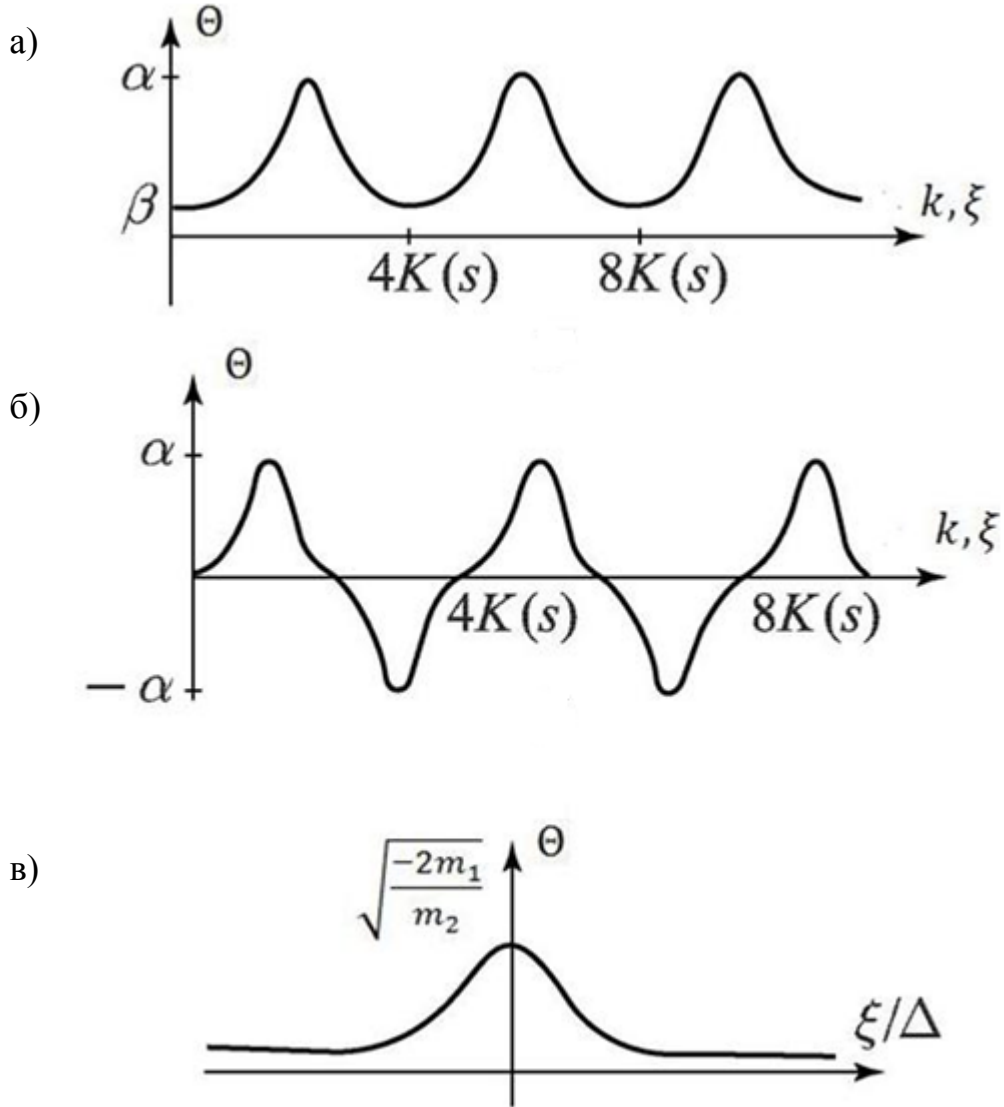 а)
Θ
α
β
k, ξ
4K(s) 8K(s)
б)
Θ
α
k, ξ
4K(s) 8K(s)
— α
в)
Θ
√(-2m₁/m₂)
ξ/Δ